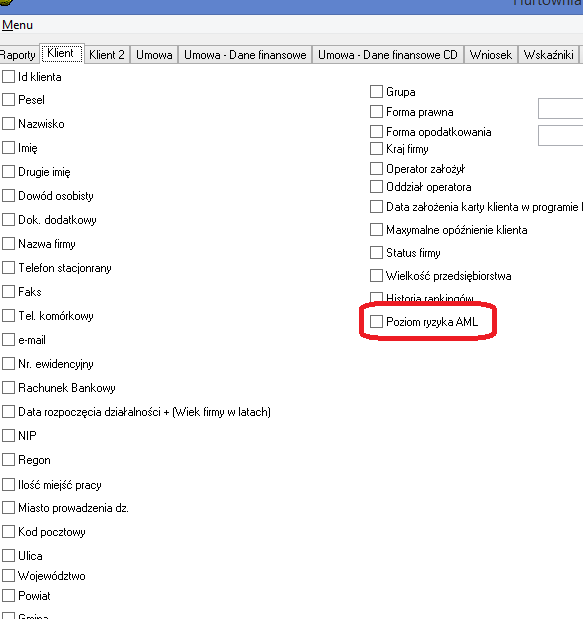 Hurtownia
Menu
Raporty
Klient
Klient 2
Umowa
Umowa - Dane finansowe
Umowa - Dane finansowe CD
Wniosek
Wskaźniki
Id klienta
Pesel
Nazwisko
Imię
Drugie imię
Dowód osobisty
Dok. dodatkowy
Nazwa firmy
Telefon stacjonrany
Faks
Tel. komórkowy
e-mail
Nr. ewidencyjny
Rachunek Bankowy
Data rozpoczęcia działalności + (Wiek firmy w latach)
NIP
Regon
Ilość miejść pracy
Miasto prowadzenia dz.
Kod pocztowy
Ulica
Województwo
Powiat
Gmina
Grupa
Forma prawna
Forma opodatkowania
Kraj firmy
Operator założył
Oddział operatora
Data założenia karty klienta w programie
Maxymalne opóźnienie klienta
Status firmy
Wielkość przedsiębiorstwa
Historia rankingów
Poziom ryzyka AML